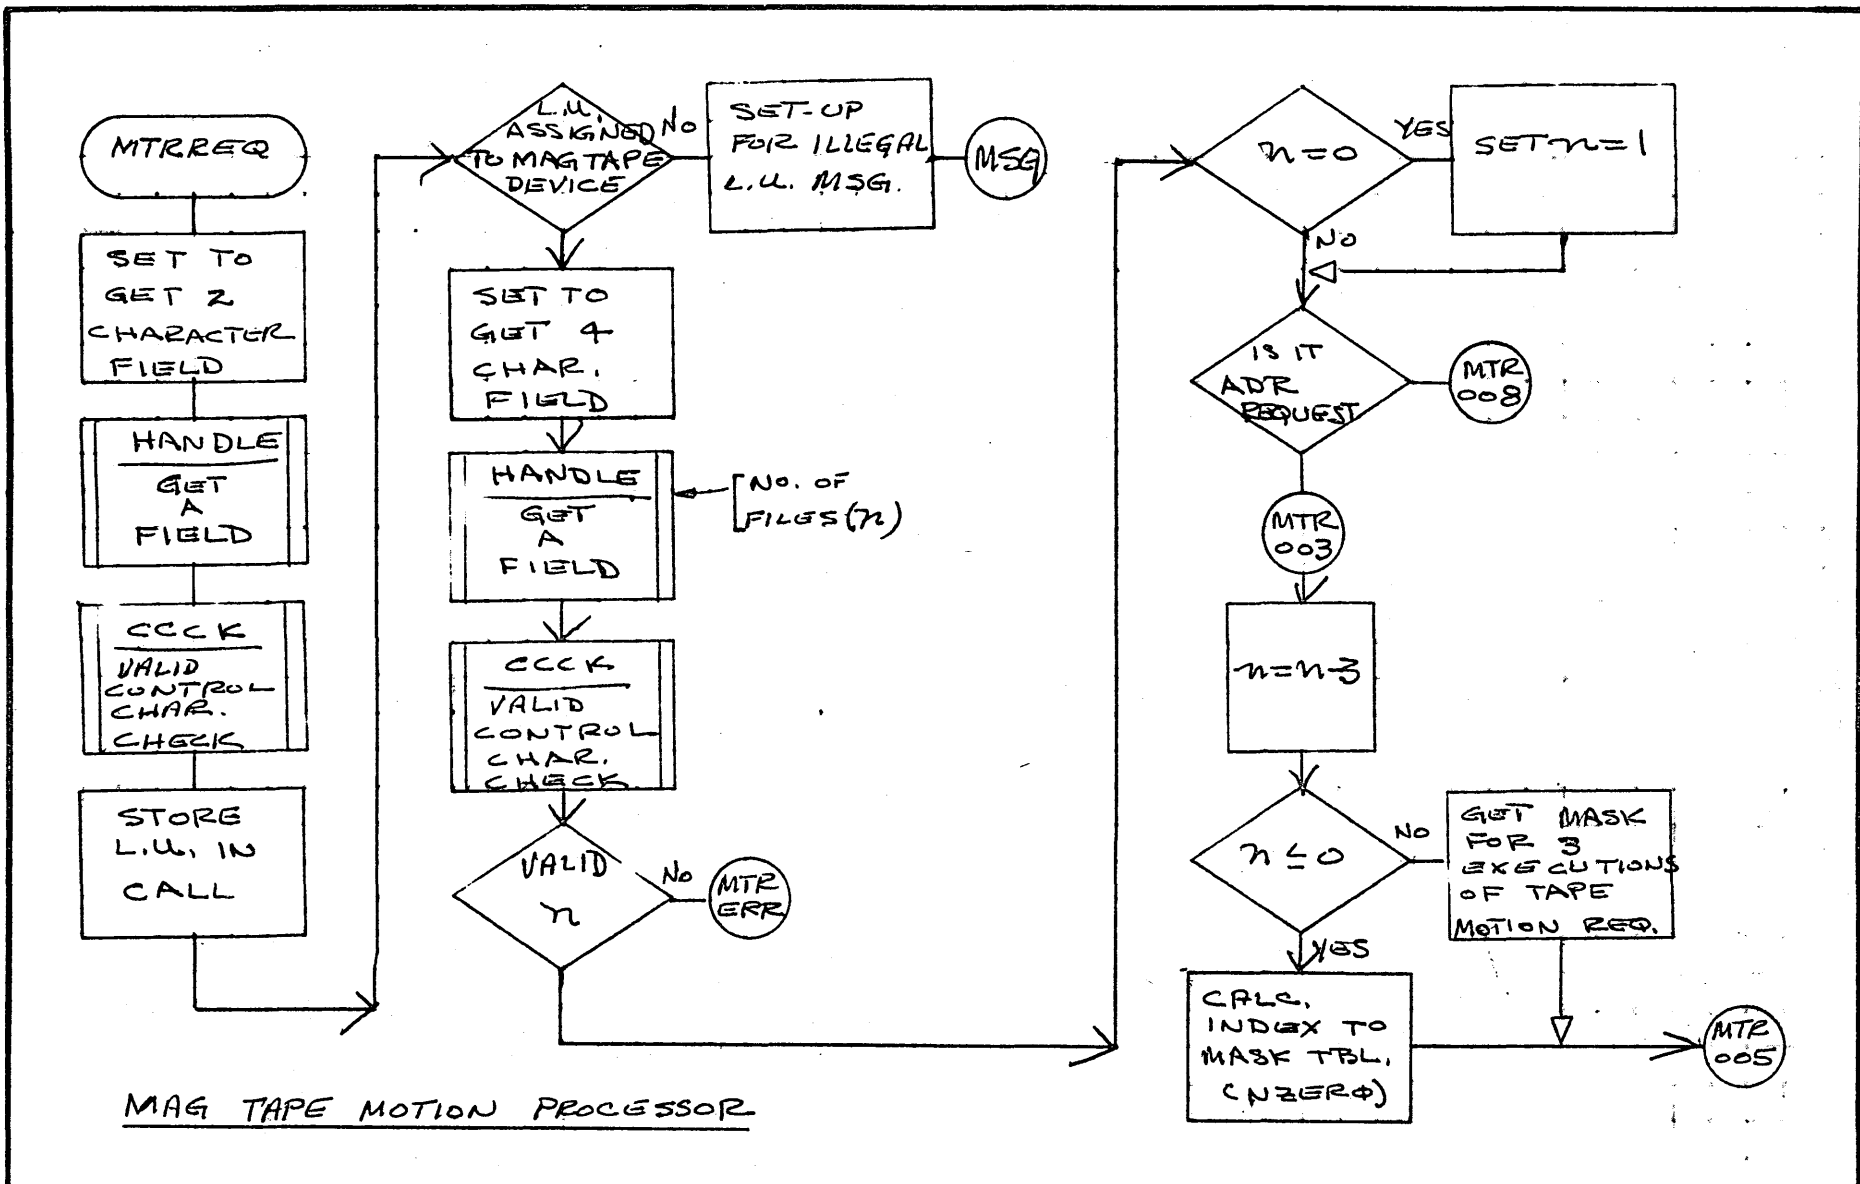 MTRREQ
SET TO
GET 2
CHARACTER
FIELD
HANDLE
GET
A
FIELD
CCCK
VALID
CONTROL
CHAR.
CHECK
STORE
L.U. IN
CALL
L.U.
ASSIGNED
TO MAG TAPE
DEVICE
NO
SET-UP
FOR ILLEGAL
L.U. MSG.
MSG
SET TO
GET 4
CHAR.
FIELD
HANDLE
GET
A
FIELD
NO. OF
FILES (n)
CCCK
VALID
CONTROL
CHAR.
CHECK
VALID
n
NO
MTR
ERR
n=0
YES
SET n=1
NO
IS IT
ADR
REQUEST
MTR
008
MTR
003
n=n-3
n≤0
NO
GET MASK
FOR 3
EXECUTIONS
OF TAPE
MOTION REQ.
YES
CALC.
INDEX TO
MASK TBL.
(NZERO)
MTR
005
MAG TAPE MOTION PROCESSOR